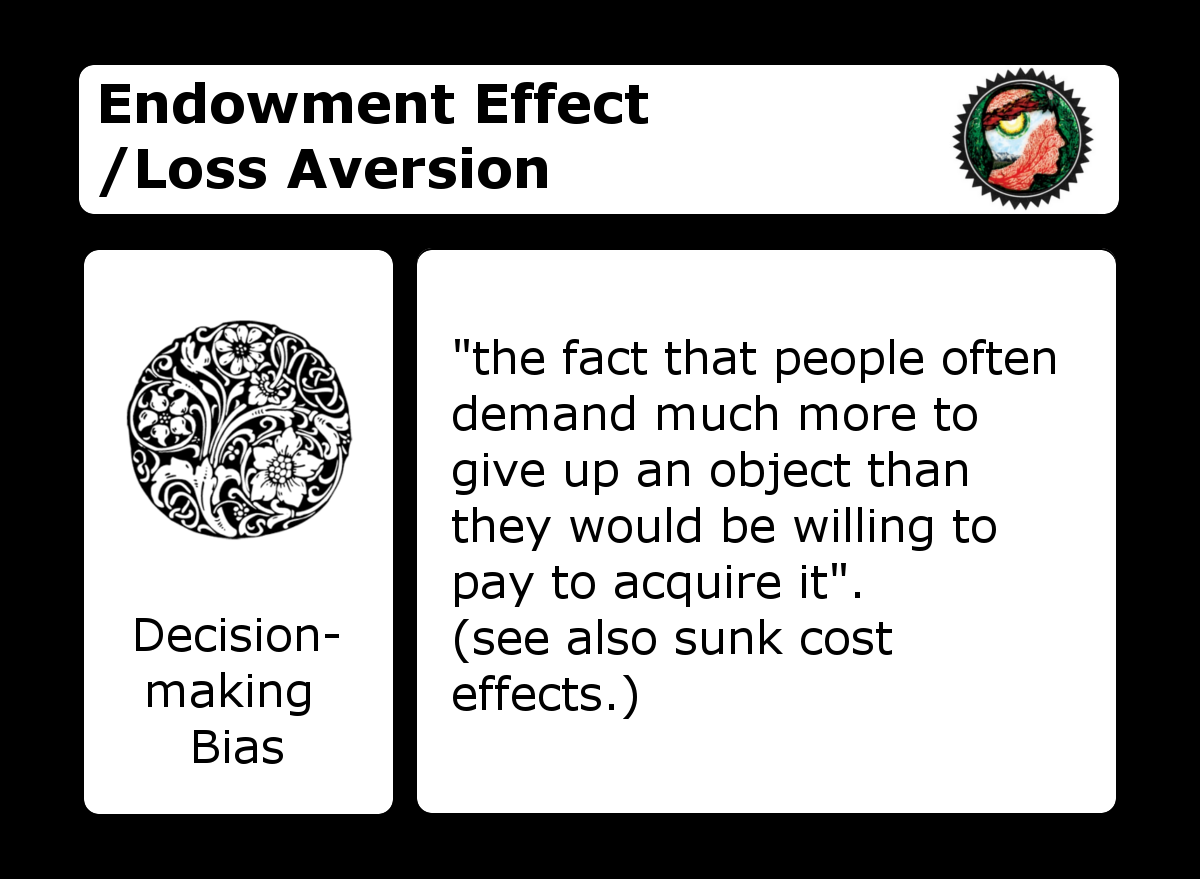 Endowment Effect
/Loss Aversion
Decision-
making
Bias
"the fact that people often
demand much more to
give up an object than
they would be willing to
pay to acquire it".
(see also sunk cost
effects.)